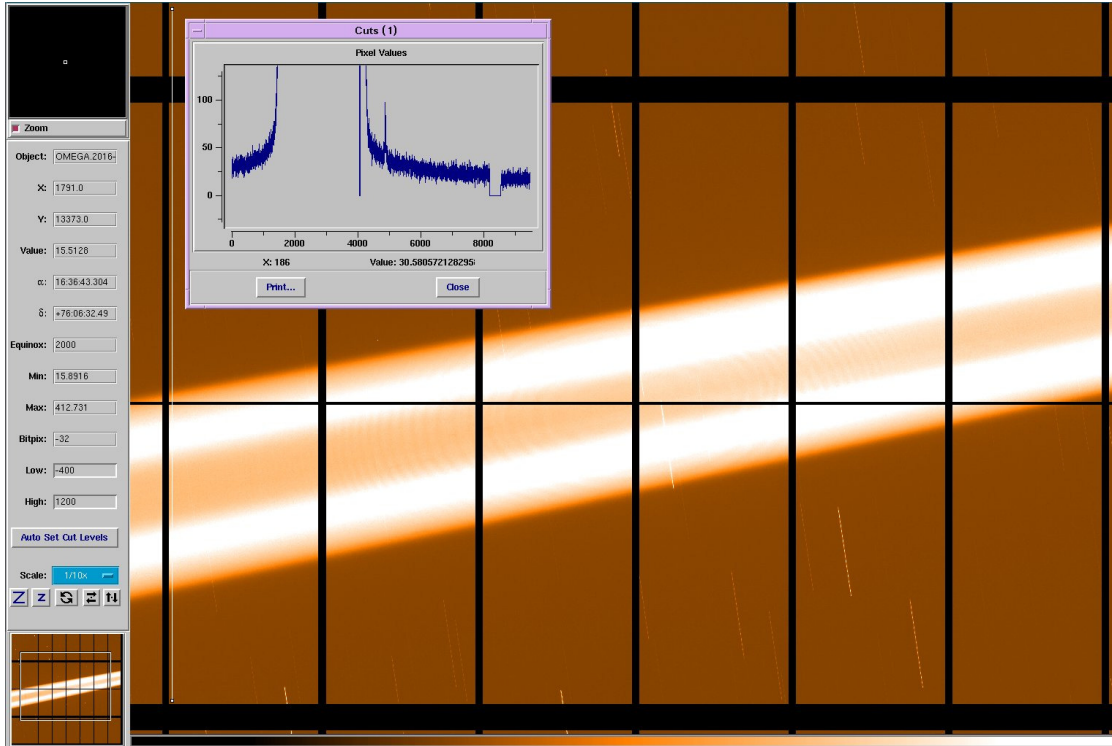 Cuts (1)
Pixel Values
100
50
0
0 2000 4000 6000 8000
X: 186 Value: 30.580572128295
Print... Close
Zoom
Object: OMEGA.2016-
X: 1791.0
Y: 13373.0
Value: 15.5128
α: 16:36:43.304
δ: +76:06:32.49
Equinox: 2000
Min: 15.8916
Max: 412.731
Bitpix: -32
Low: -400
High: 1200
Auto Set Cut Levels
Scale: 1/10x
Z z